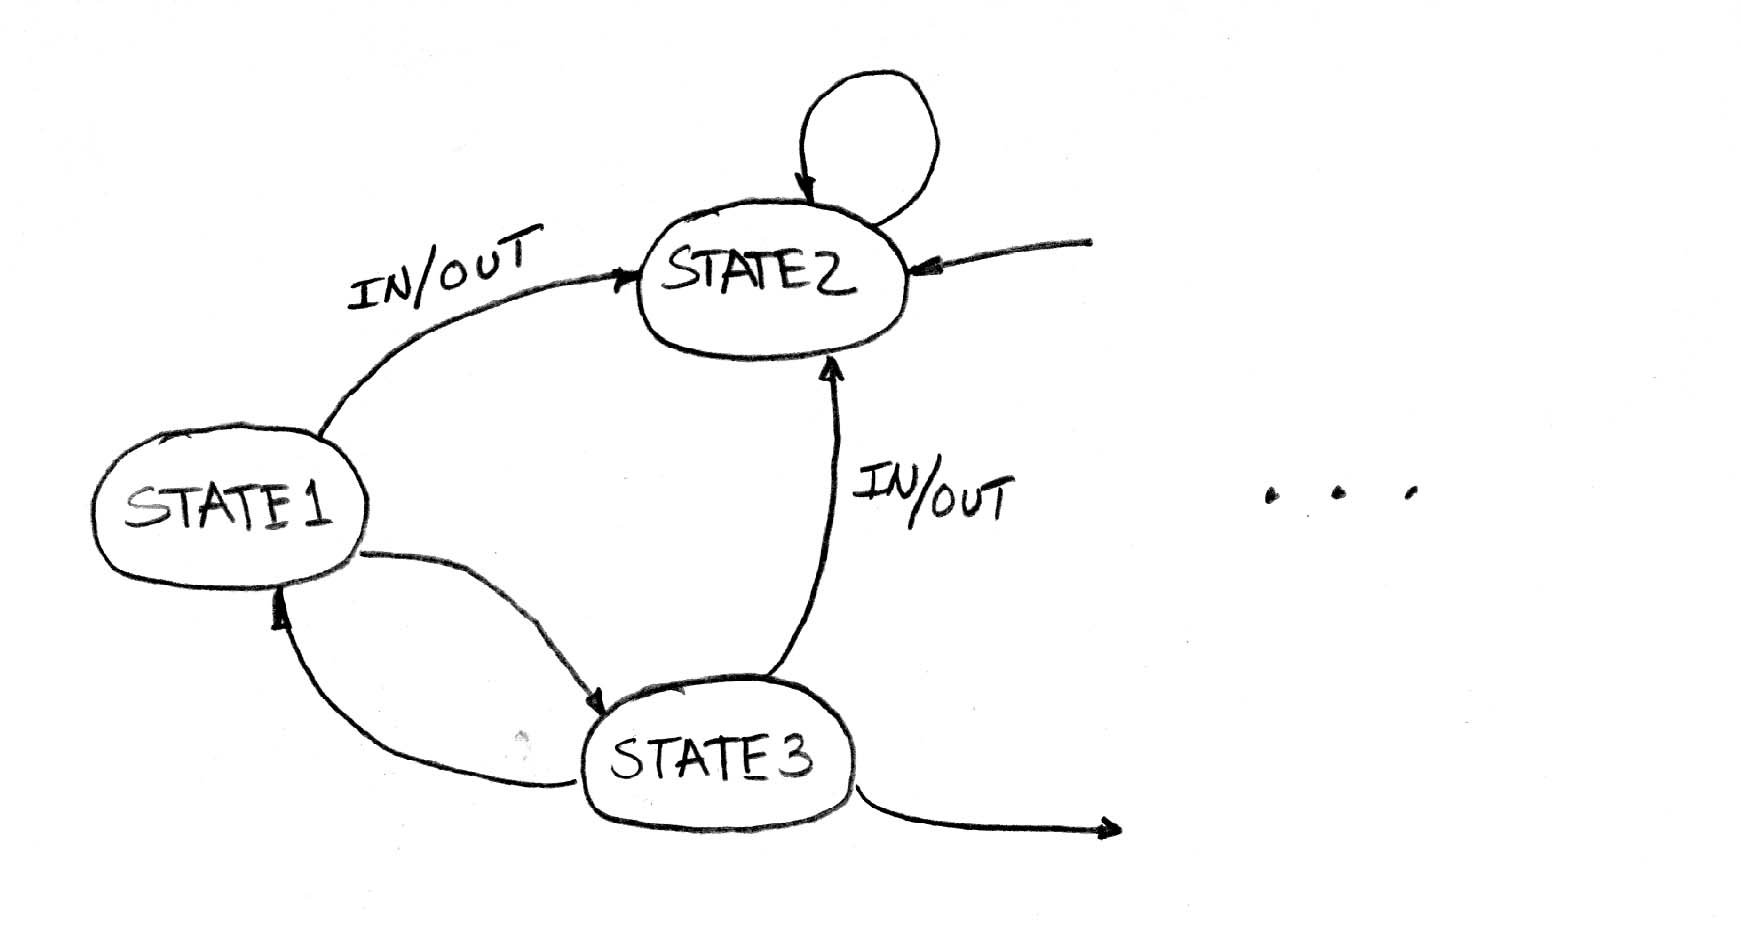 IN/OUT
STATE2
STATE1
IN/OUT
. . .
STATE3